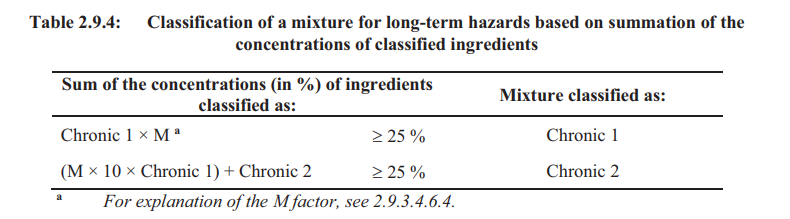 Table 2.9.4: Classification of a mixture for long-term hazards based on summation of the
concentrations of classified ingredients
Sum of the concentrations (in %) of ingredients
classified as:
Mixture classified as:
Chronic 1 × M ᵃ ≥ 25 % Chronic 1
(M × 10 × Chronic 1) + Chronic 2 ≥ 25 % Chronic 2
ᵃ For explanation of the M factor, see 2.9.3.4.6.4.